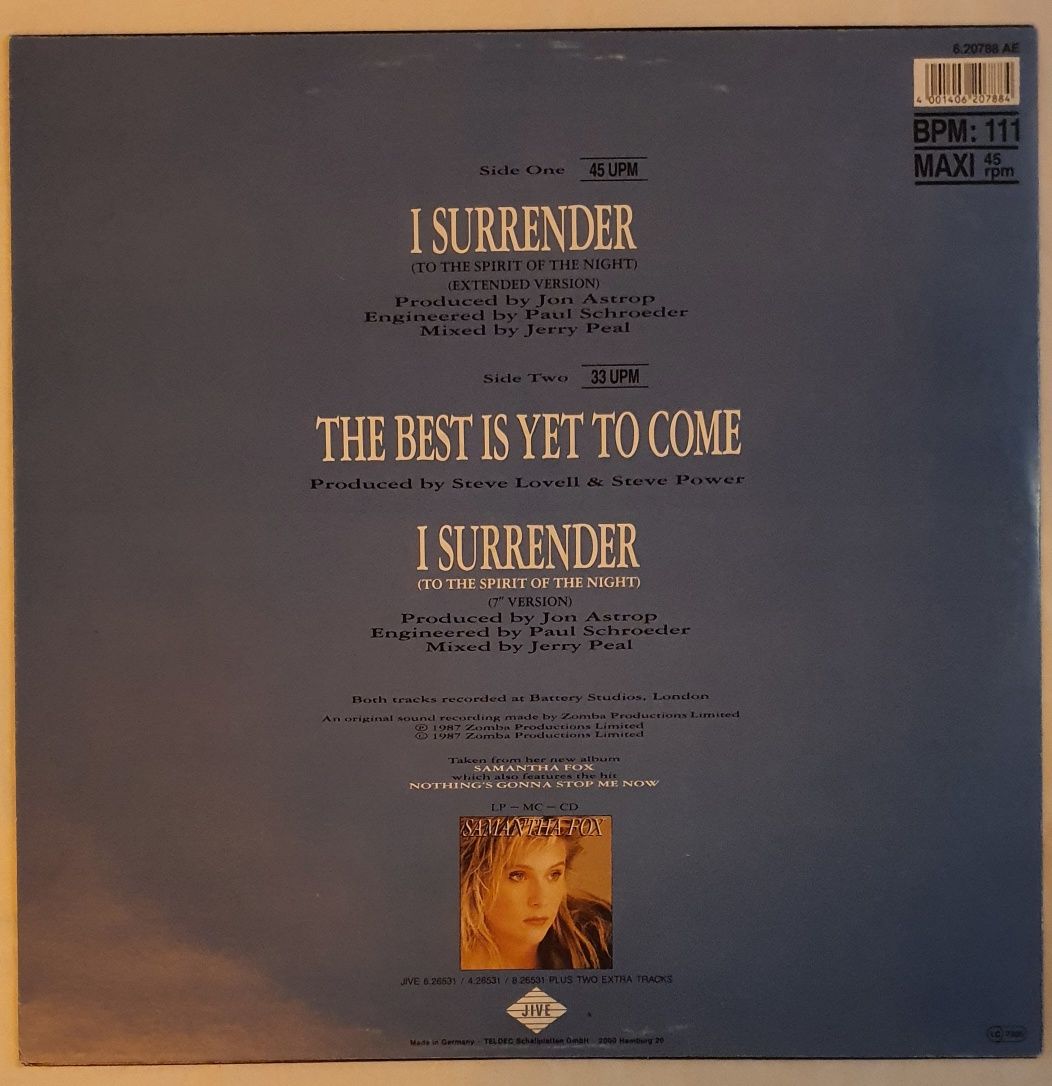 6.20788 AE
4 001406 207884
BPM: 111
MAXI 45 rpm
Side One 45 UPM
I SURRENDER
(TO THE SPIRIT OF THE NIGHT)
(EXTENDED VERSION)
Produced by Jon Astrop
Engineered by Paul Schroeder
Mixed by Jerry Peal
Side Two 33 UPM
THE BEST IS YET TO COME
Produced by Steve Lovell & Steve Power
I SURRENDER
(TO THE SPIRIT OF THE NIGHT)
(7" VERSION)
Produced by Jon Astrop
Engineered by Paul Schroeder
Mixed by Jerry Peal
Both tracks recorded at Battery Studios, London
An original sound recording made by Zomba Productions Limited
℗ 1987 Zomba Productions Limited
© 1987 Zomba Productions Limited
Taken from her new album
SAMANTHA FOX
which also features the hit
NOTHING'S GONNA STOP ME NOW
LP – MC – CD
SAMANTHA FOX
JIVE 6.26531 / 4.26531 / 8.26531 PLUS TWO EXTRA TRACKS
JIVE
Made in Germany · TELDEC Schallplatten GmbH · 2000 Hamburg 20
LC